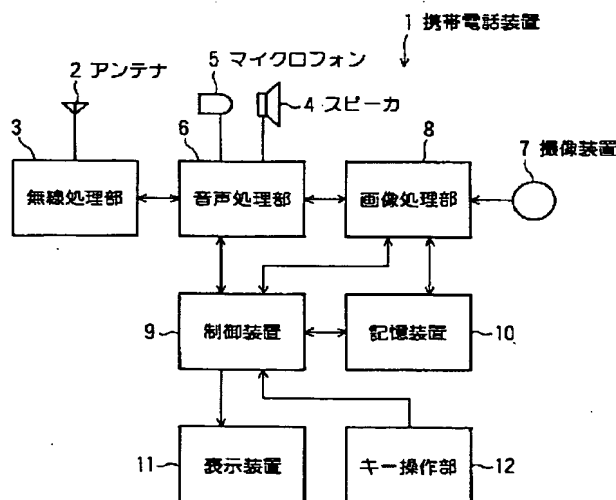 1 携帯電話装置
5 マイクロフォン
2 アンテナ
4 スピーカ
3
6
8
7 撮像装置
無線処理部
音声処理部
画像処理部
9
制御装置
記憶装置
10
11
表示装置
キー操作部
12